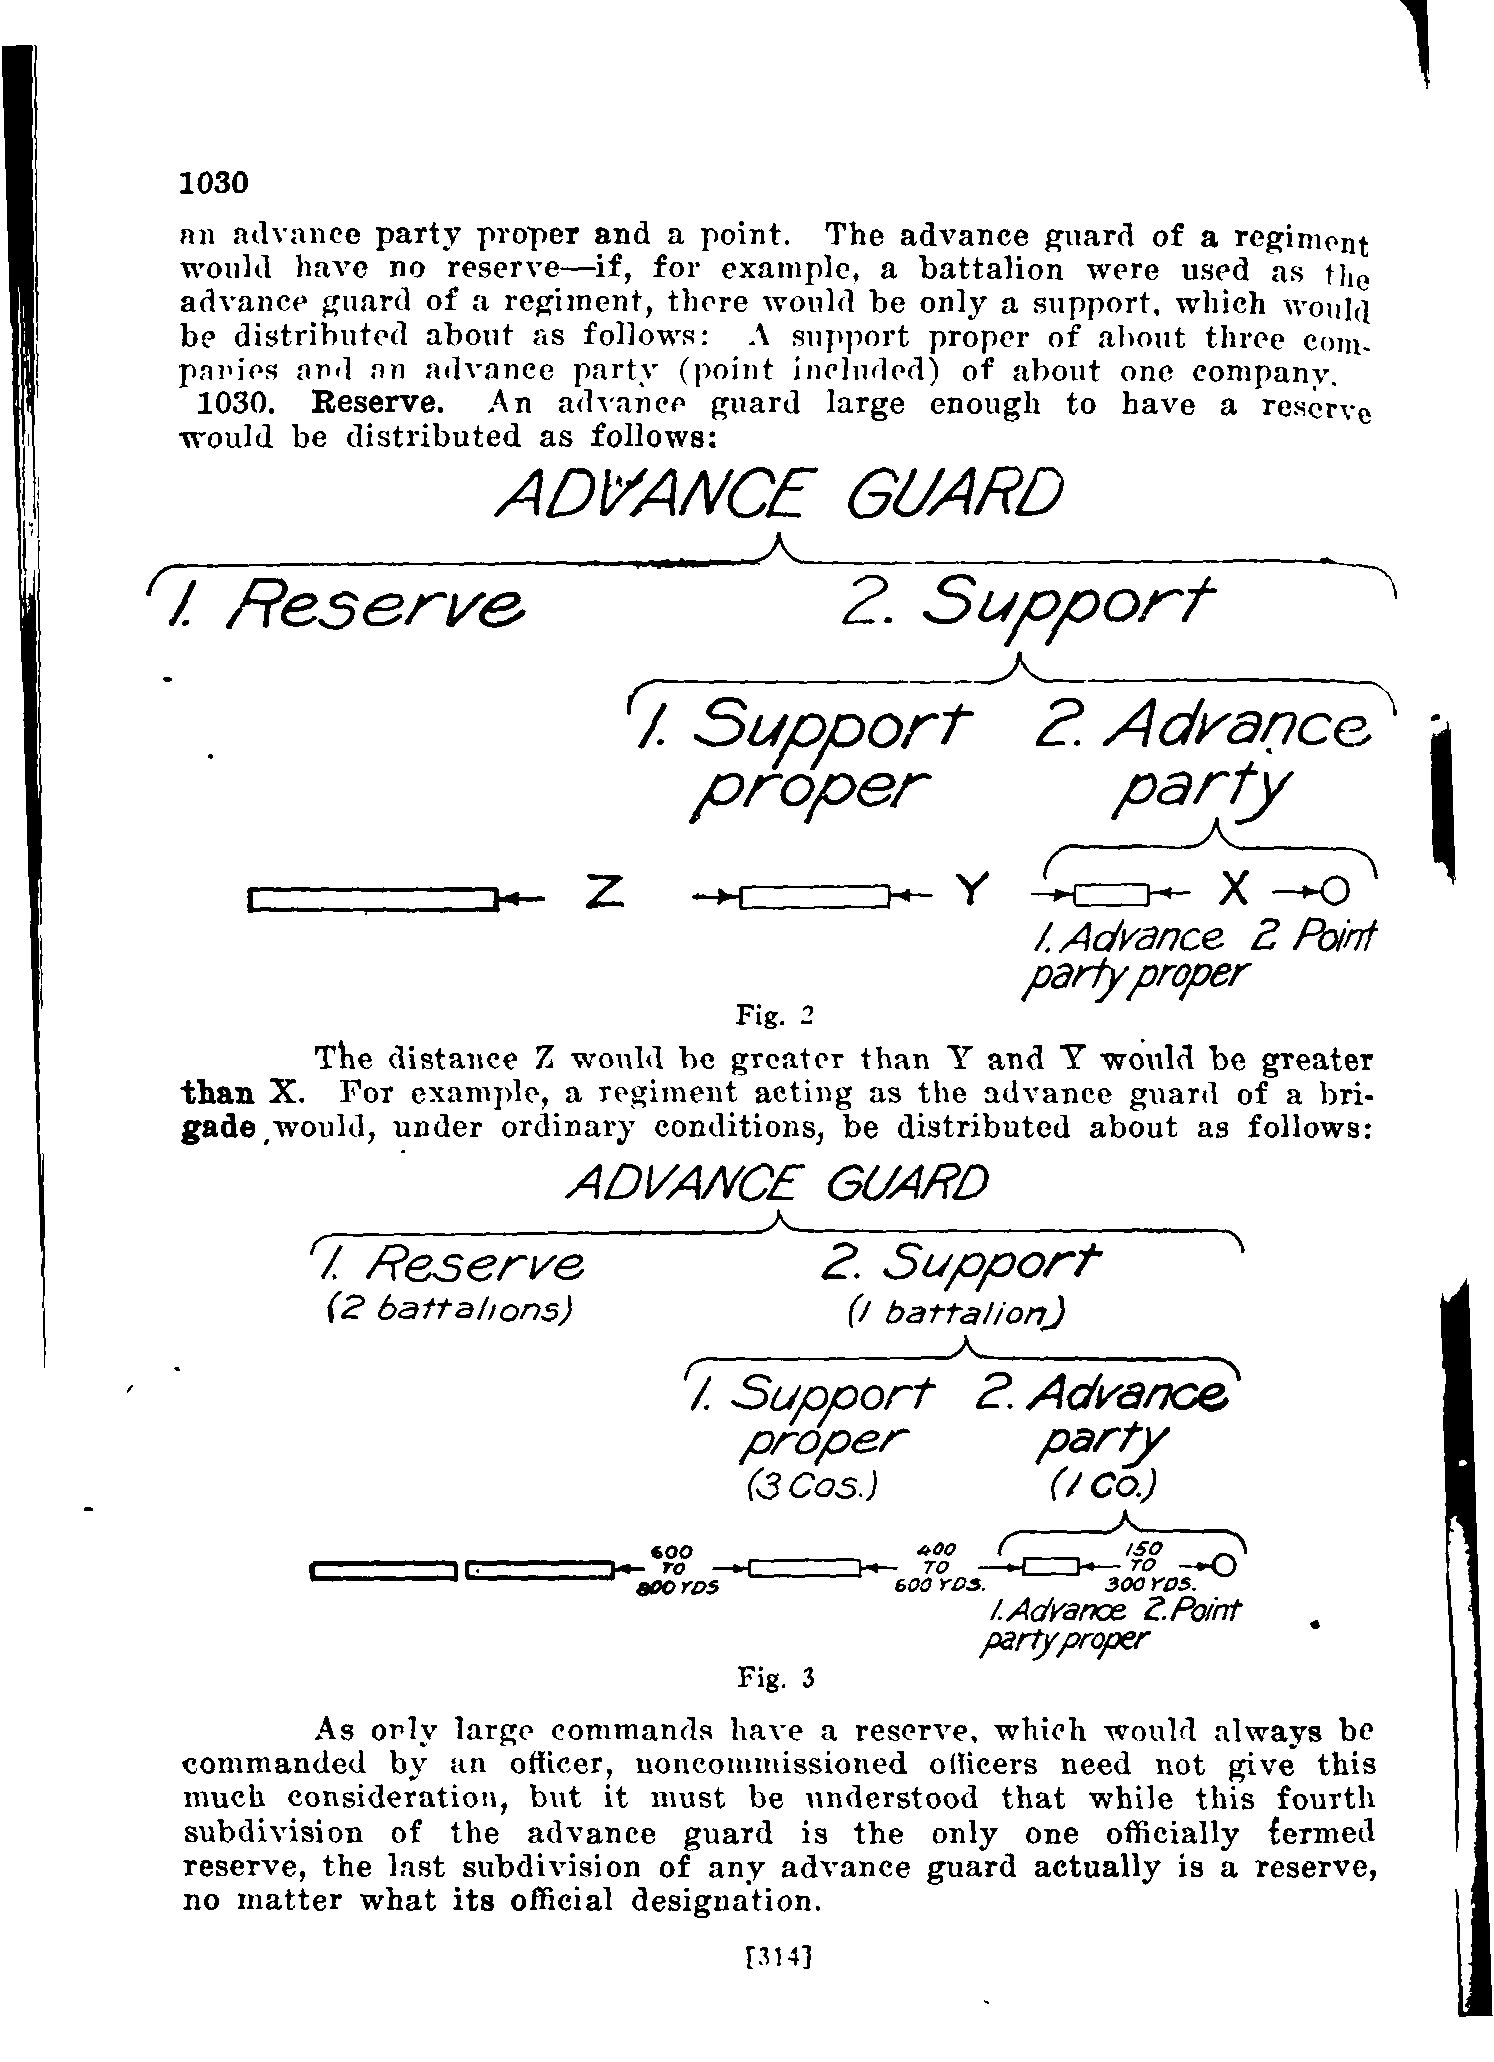 1030
an advance party proper and a point. The advance guard of a regiment
would have no reserve—if, for example, a battalion were used as the
advance guard of a regiment, there would be only a support, which would
be distributed about as follows: A support proper of about three com-
panies and an advance party (point included) of about one company.
1030. Reserve. An advance guard large enough to have a reserve
would be distributed as follows:
ADVANCE GUARD
1. Reserve 2. Support
1. Support 2. Advance
proper party
Z Y X
1. Advance 2 Point
party proper
Fig. 2
The distance Z would be greater than Y and Y would be greater
than X. For example, a regiment acting as the advance guard of a bri-
gade would, under ordinary conditions, be distributed about as follows:
ADVANCE GUARD
1. Reserve 2. Support
(2 battalions) (1 battalion)
1. Support 2. Advance
proper party
(3 Cos.) (1 Co.)
600 400 150
TO TO TO
800 YDS 600 YDS. 300 YDS.
1. Advance 2. Point
party proper
Fig. 3
As only large commands have a reserve, which would always be
commanded by an officer, noncommissioned officers need not give this
much consideration, but it must be understood that while this fourth
subdivision of the advance guard is the only one officially termed
reserve, the last subdivision of any advance guard actually is a reserve,
no matter what its official designation.
[314]